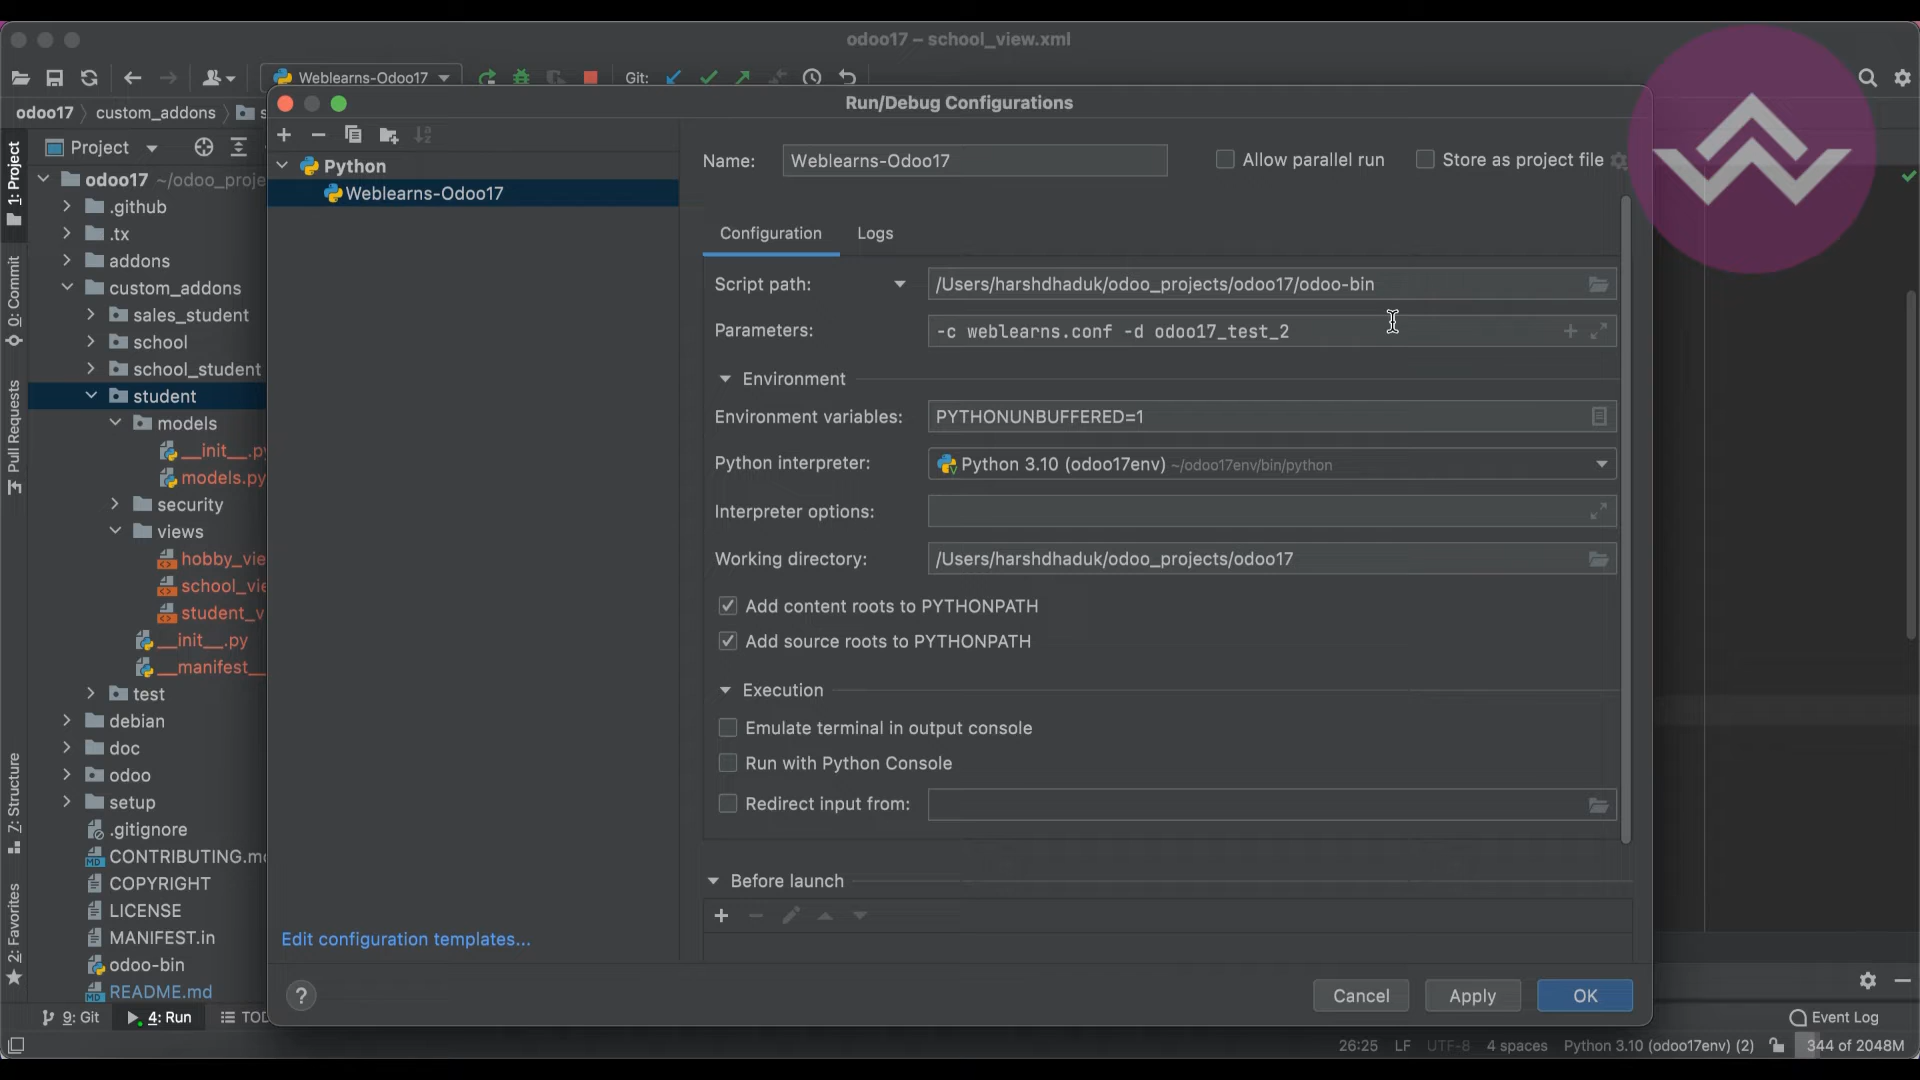 odoo17 – school_view.xml
Weblearns-Odoo17
Git:
odoo17
custom_addons
s
Run/Debug Configurations
1: Project
0: Commit
Pull Requests
Z: Structure
2: Favorites
Project
odoo17 ~/odoo_proje
.github
.tx
addons
custom_addons
sales_student
school
school_student
student
models
__init__.py
models.py
security
views
hobby_vie
school_vie
student_v
__init__.py
__manifest__
test
debian
doc
odoo
setup
.gitignore
CONTRIBUTING.md
COPYRIGHT
LICENSE
MANIFEST.in
odoo-bin
README.md
Python
Weblearns-Odoo17
Edit configuration templates...
Name: Weblearns-Odoo17
Allow parallel run
Store as project file
Configuration
Logs
Script path: /Users/harshdhaduk/odoo_projects/odoo17/odoo-bin
Parameters: -c weblearns.conf -d odoo17_test_2
Environment
Environment variables: PYTHONUNBUFFERED=1
Python interpreter: Python 3.10 (odoo17env) ~/odoo17env/bin/python
Interpreter options:
Working directory: /Users/harshdhaduk/odoo_projects/odoo17
Add content roots to PYTHONPATH
Add source roots to PYTHONPATH
Execution
Emulate terminal in output console
Run with Python Console
Redirect input from:
Before launch
?
Cancel
Apply
OK
9: Git
4: Run
TOD
Event Log
26:25
LF
UTF-8
4 spaces
Python 3.10 (odoo17env) (2)
344 of 2048M